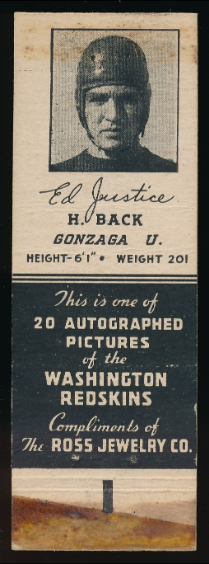 Ed Justice
H. BACK
GONZAGA U.
HEIGHT-6'1" • WEIGHT 201
This is one of
20 AUTOGRAPHED
PICTURES
of the
WASHINGTON
REDSKINS
Compliments of
The ROSS JEWELRY CO.